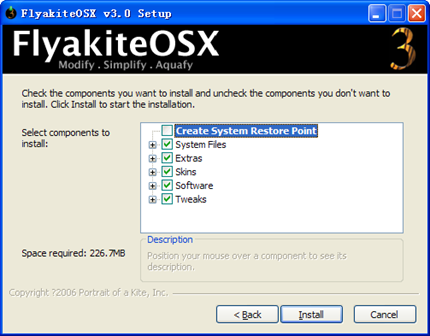 FlyakiteOSX v3.0 Setup
FlyakiteOSX
Modify . Simplify . Aquafy
3
Check the components you want to install and uncheck the components you don't want to
install. Click Install to start the installation.
Select components to
install:
Create System Restore Point
System Files
Extras
Skins
Software
Tweaks
Space required: 226.7MB
Description
Position your mouse over a component to see its
description.
Copyright ?2006 Portrait of a Kite, Inc.
< Back
Install
Cancel